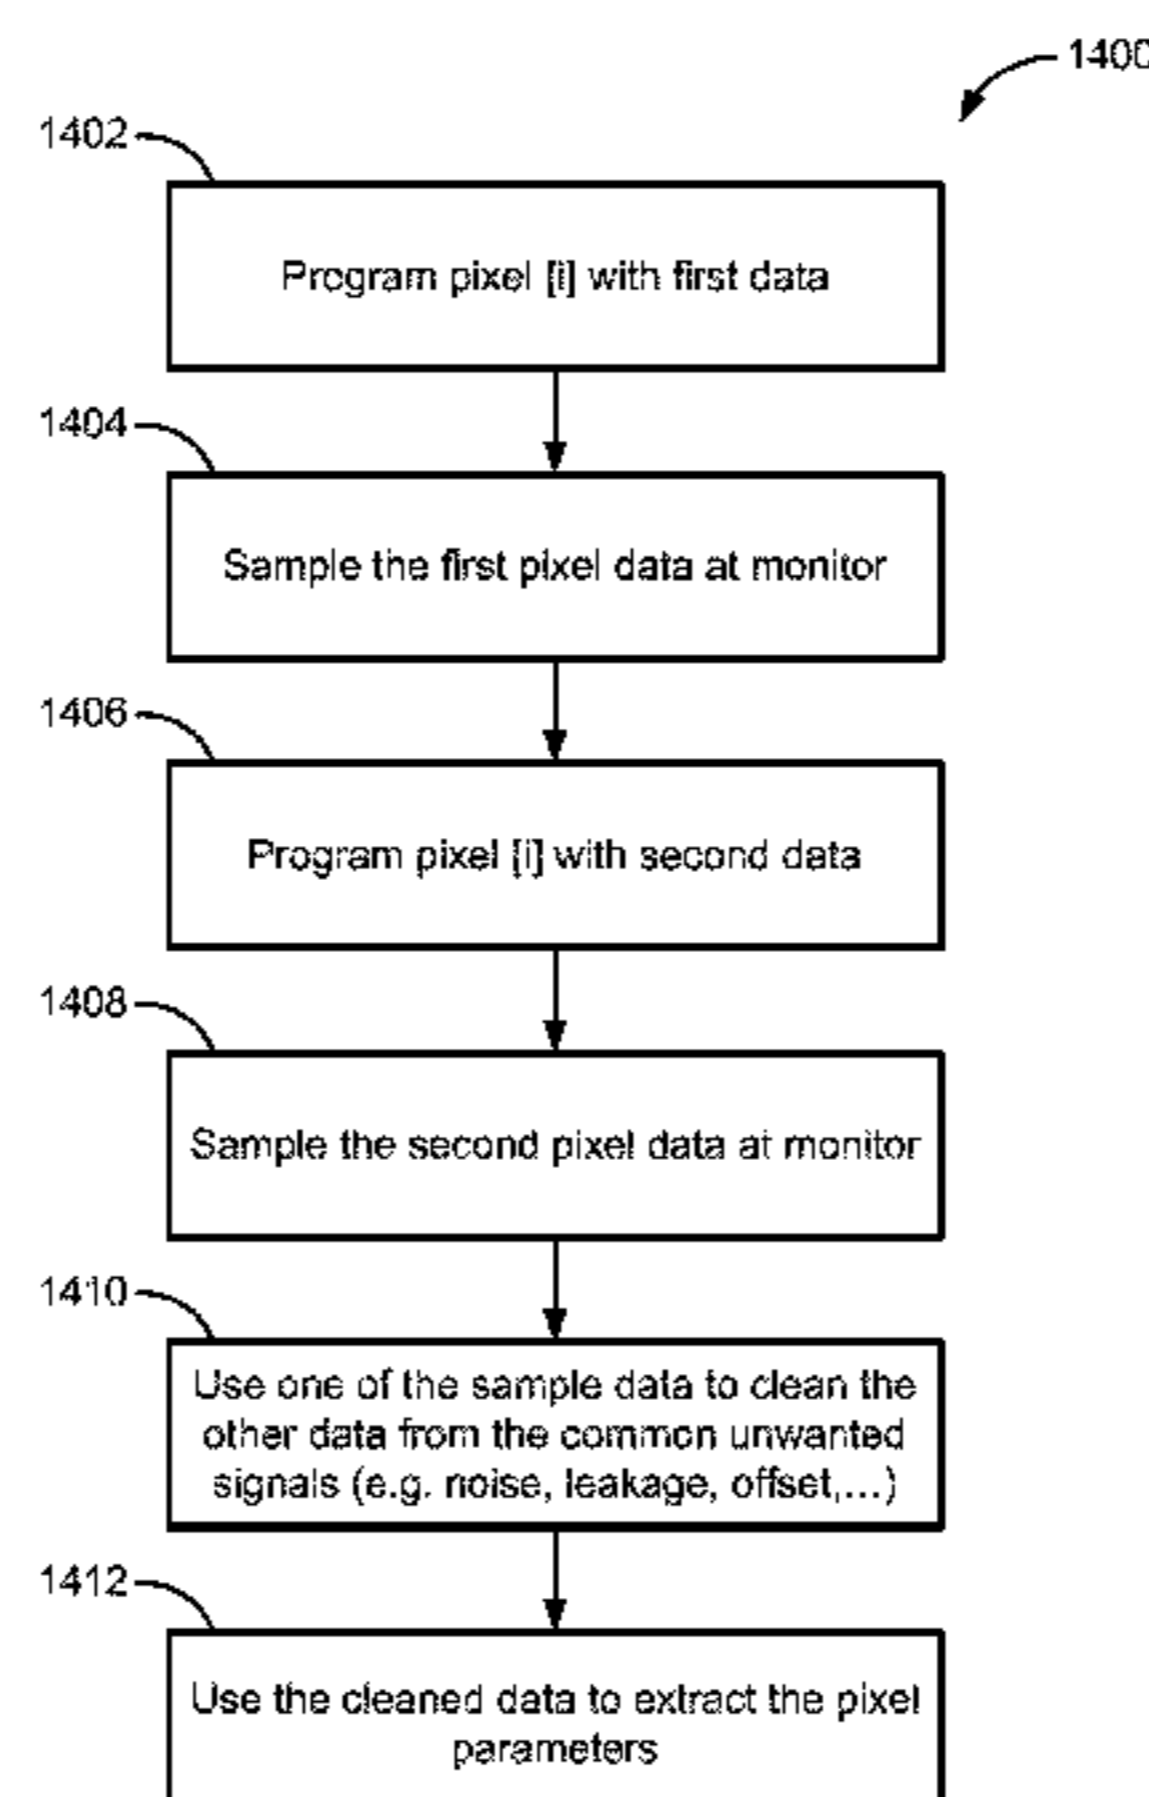 1400
1402
Program pixel [i] with first data
1404
Sample the first pixel data at monitor
1406
Program pixel [i] with second data
1408
Sample the second pixel data at monitor
1410
Use one of the sample data to clean the
other data from the common unwanted
signals (e.g. noise, leakage, offset,...)
1412
Use the cleaned data to extract the pixel
parameters